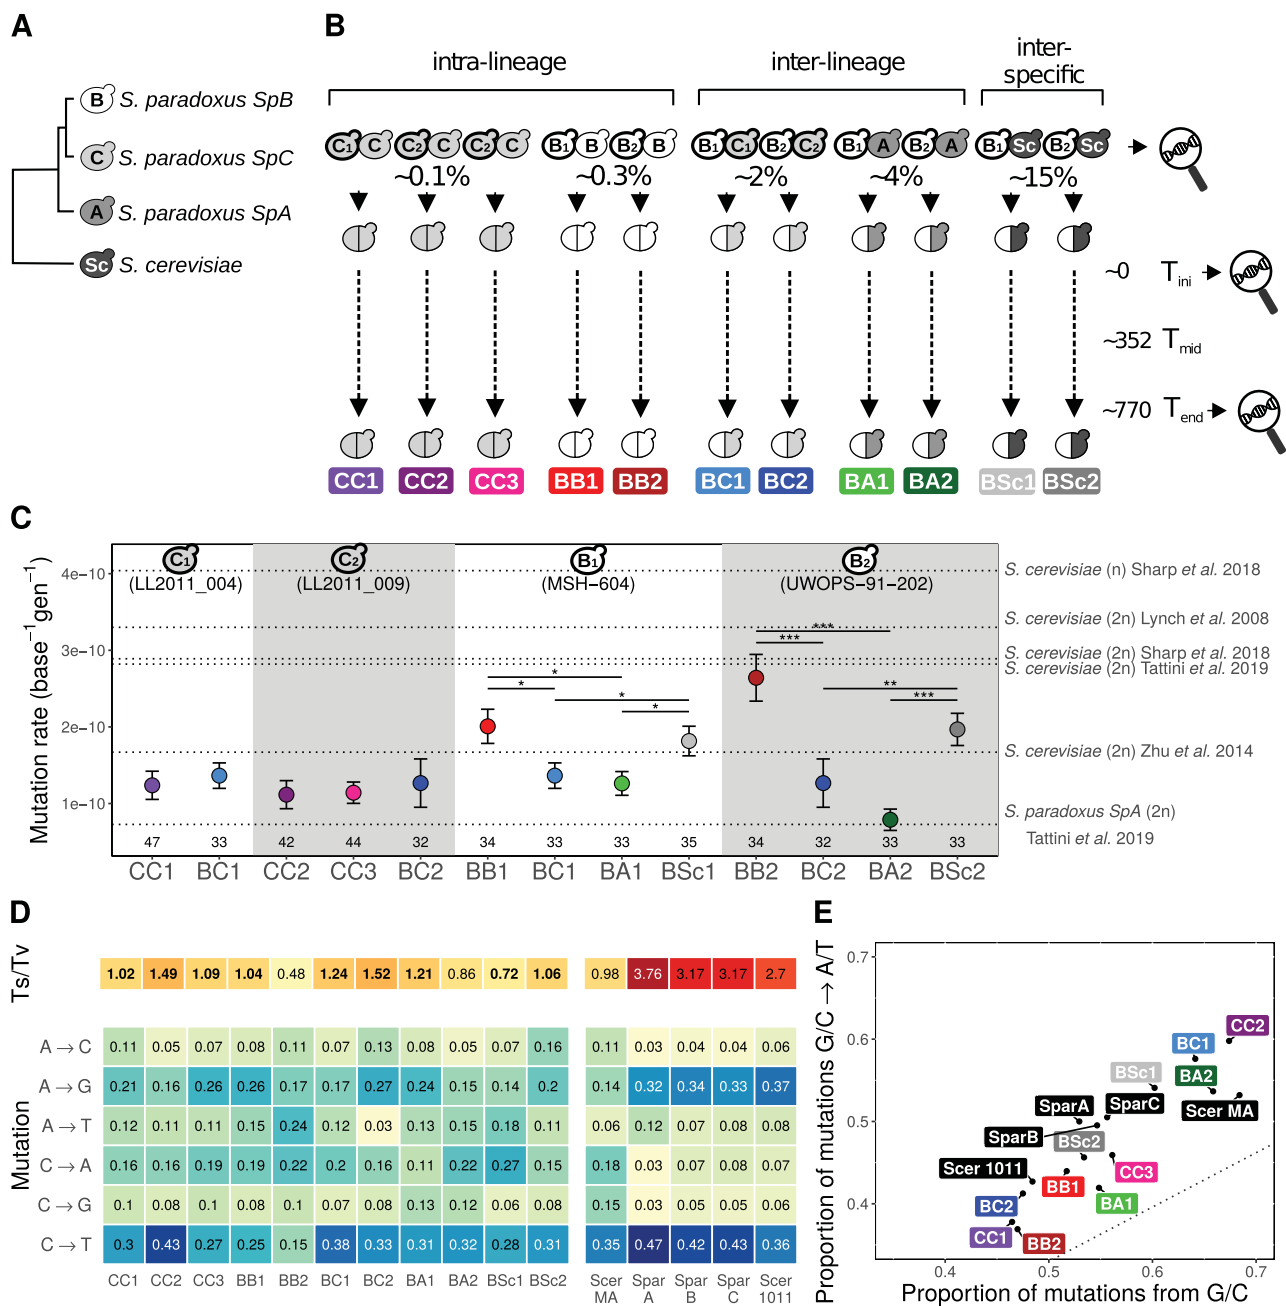 A
B
B S. paradoxus SpB
C S. paradoxus SpC
A S. paradoxus SpA
Sc S. cerevisiae
intra-lineage
inter-lineage
inter-
specific
C1 C C2 C C2 C B1 B B2 B B1 C1 B2 C2 B1 A B2 A B1 Sc B2 Sc
~0.1% ~0.3% ~2% ~4% ~15%
~0 Tini
~352 Tmid
~770 Tend
CC1 CC2 CC3 BB1 BB2 BC1 BC2 BA1 BA2 BSc1 BSc2
C
Mutation rate (base−1gen−1)
4e−10
3e−10
2e−10
1e−10
C1 C2 B1 B2
(LL2011_004) (LL2011_009) (MSH−604) (UWOPS−91−202)
***
***
*
*
*
*
**
***
S. cerevisiae (n) Sharp et al. 2018
S. cerevisiae (2n) Lynch et al. 2008
S. cerevisiae (2n) Sharp et al. 2018
S. cerevisiae (2n) Tattini et al. 2019
S. cerevisiae (2n) Zhu et al. 2014
S. paradoxus SpA (2n)
Tattini et al. 2019
47 33 42 44 32 34 33 33 35 34 32 33 33
CC1 BC1 CC2 CC3 BC2 BB1 BC1 BA1 BSc1 BB2 BC2 BA2 BSc2
D
Ts/Tv
1.02 1.49 1.09 1.04 0.48 1.24 1.52 1.21 0.86 0.72 1.06 0.98 3.76 3.17 3.17 2.7
Mutation
A → C 0.11 0.05 0.07 0.08 0.11 0.07 0.13 0.08 0.05 0.07 0.16 0.11 0.03 0.04 0.04 0.06
A → G 0.21 0.16 0.26 0.26 0.17 0.17 0.27 0.24 0.15 0.14 0.2 0.14 0.32 0.34 0.33 0.37
A → T 0.12 0.11 0.11 0.15 0.24 0.12 0.03 0.13 0.15 0.18 0.11 0.06 0.12 0.07 0.08 0.08
C → A 0.16 0.16 0.19 0.19 0.22 0.2 0.16 0.11 0.22 0.27 0.15 0.18 0.03 0.07 0.08 0.07
C → G 0.1 0.08 0.1 0.08 0.1 0.07 0.08 0.13 0.12 0.06 0.08 0.15 0.03 0.05 0.05 0.06
C → T 0.3 0.43 0.27 0.25 0.15 0.38 0.33 0.31 0.32 0.28 0.31 0.35 0.47 0.42 0.43 0.36
CC1 CC2 CC3 BB1 BB2 BC1 BC2 BA1 BA2 BSc1 BSc2 Scer Spar Spar Spar Scer
MA A B C 1011
E
Proportion of mutations G/C → A/T
0.7
0.6
0.5
0.4
CC2
BC1
BSc1
BA2
SparA
SparC
Scer MA
SparB
BSc2
Scer 1011
CC3
BB1
BC2
BA1
CC1
BB2
0.4 0.5 0.6 0.7
Proportion of mutations from G/C